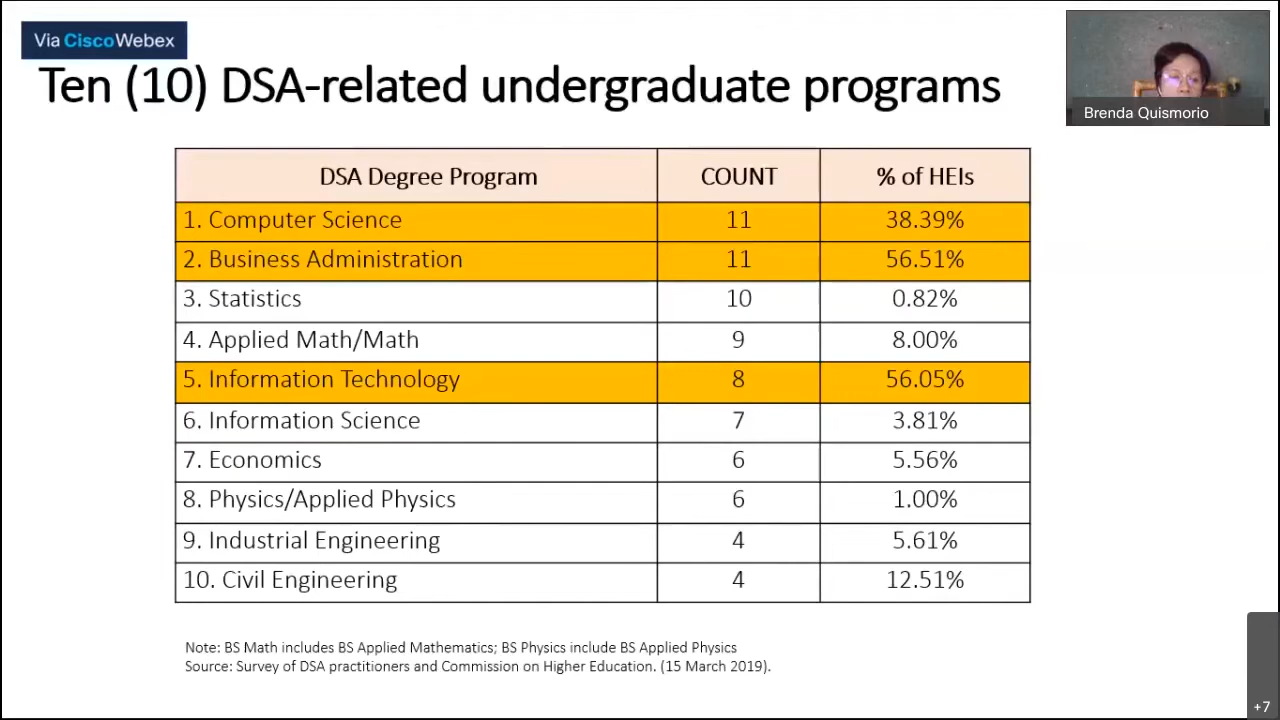 Via CiscoWebex
Ten (10) DSA-related undergraduate programs
Brenda Quismorio
DSA Degree Program COUNT % of HEIs
1. Computer Science 11 38.39%
2. Business Administration 11 56.51%
3. Statistics 10 0.82%
4. Applied Math/Math 9 8.00%
5. Information Technology 8 56.05%
6. Information Science 7 3.81%
7. Economics 6 5.56%
8. Physics/Applied Physics 6 1.00%
9. Industrial Engineering 4 5.61%
10. Civil Engineering 4 12.51%
Note: BS Math includes BS Applied Mathematics; BS Physics include BS Applied Physics
Source: Survey of DSA practitioners and Commission on Higher Education. (15 March 2019).
+7